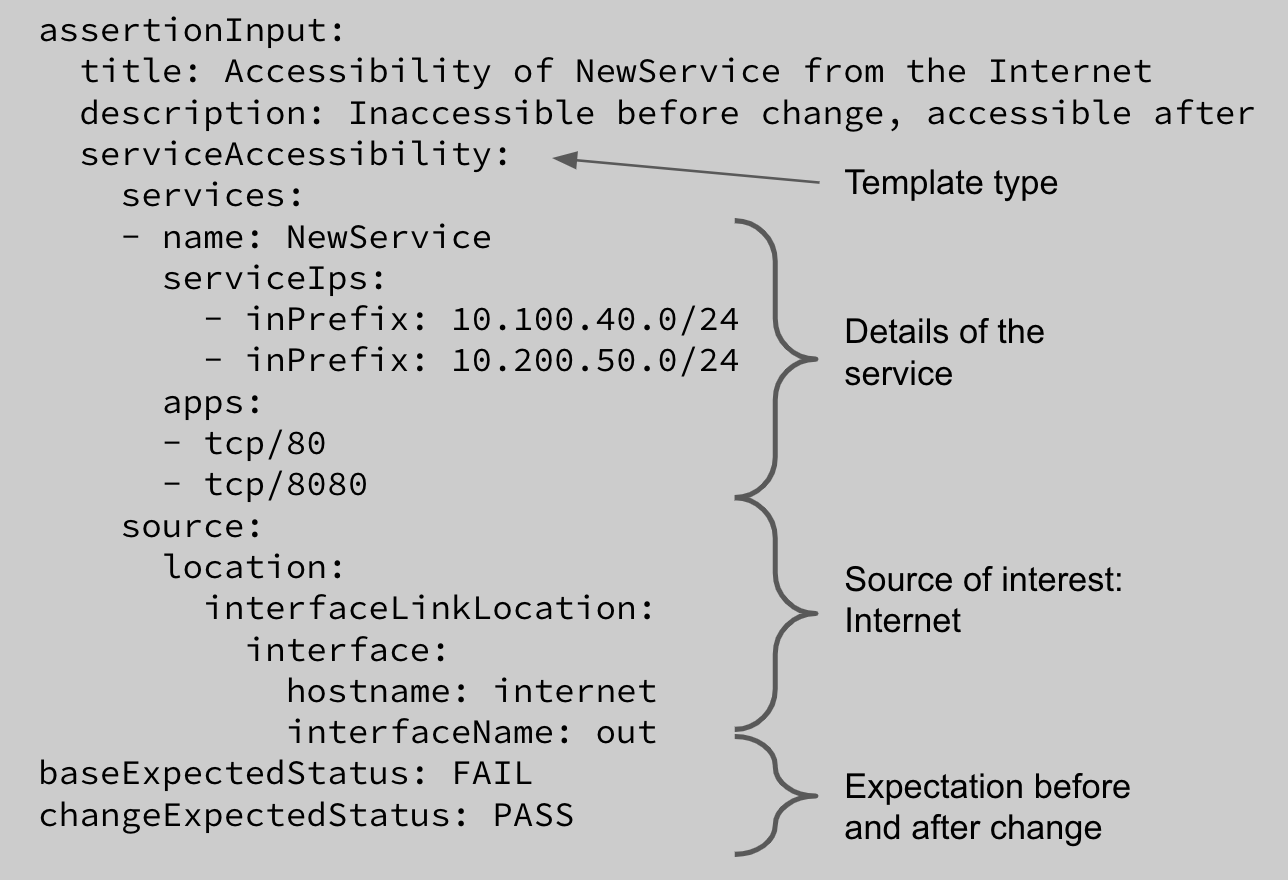 assertionInput:
  title: Accessibility of NewService from the Internet
  description: Inaccessible before change, accessible after
  serviceAccessibility:
Template type
    services:
    - name: NewService
      serviceIps:
        - inPrefix: 10.100.40.0/24
        - inPrefix: 10.200.50.0/24
      apps:
      - tcp/80
      - tcp/8080
Details of the
service
    source:
      location:
        interfaceLinkLocation:
          interface:
            hostname: internet
            interfaceName: out
Source of interest:
Internet
baseExpectedStatus: FAIL
changeExpectedStatus: PASS
Expectation before
and after change